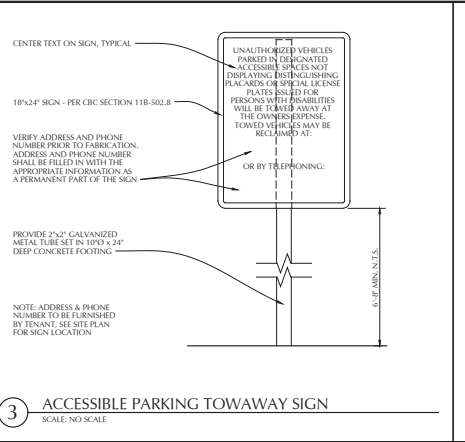 CENTER TEXT ON SIGN, TYPICAL
18"x24" SIGN - PER CBC SECTION 11B-502.8
VERIFY ADDRESS AND PHONE
NUMBER PRIOR TO FABRICATION.
ADDRESS AND PHONE NUMBER
SHALL BE FILLED IN WITH THE
APPROPRIATE INFORMATION AS
A PERMANENT PART OF THE SIGN
PROVIDE 2"x2" GALVANIZED
METAL TUBE SET IN 10"Ø x 24"
DEEP CONCRETE FOOTING
NOTE: ADDRESS & PHONE
NUMBER TO BE FURNISHED
BY TENANT, SEE SITE PLAN
FOR SIGN LOCATION
UNAUTHORIZED VEHICLES
PARKED IN DESIGNATED
ACCESSIBLE SPACES NOT
DISPLAYING DISTINGUISHING
PLACARDS OR SPECIAL LICENSE
PLATES ISSUED FOR
PERSONS WITH DISABILITIES
WILL BE TOWED AWAY AT
THE OWNERS EXPENSE.
TOWED VEHICLES MAY BE
RECLAIMED AT:
OR BY TELEPHONING:
6'-8" MIN. N.T.S.
3 ACCESSIBLE PARKING TOWAWAY SIGN
SCALE: NO SCALE